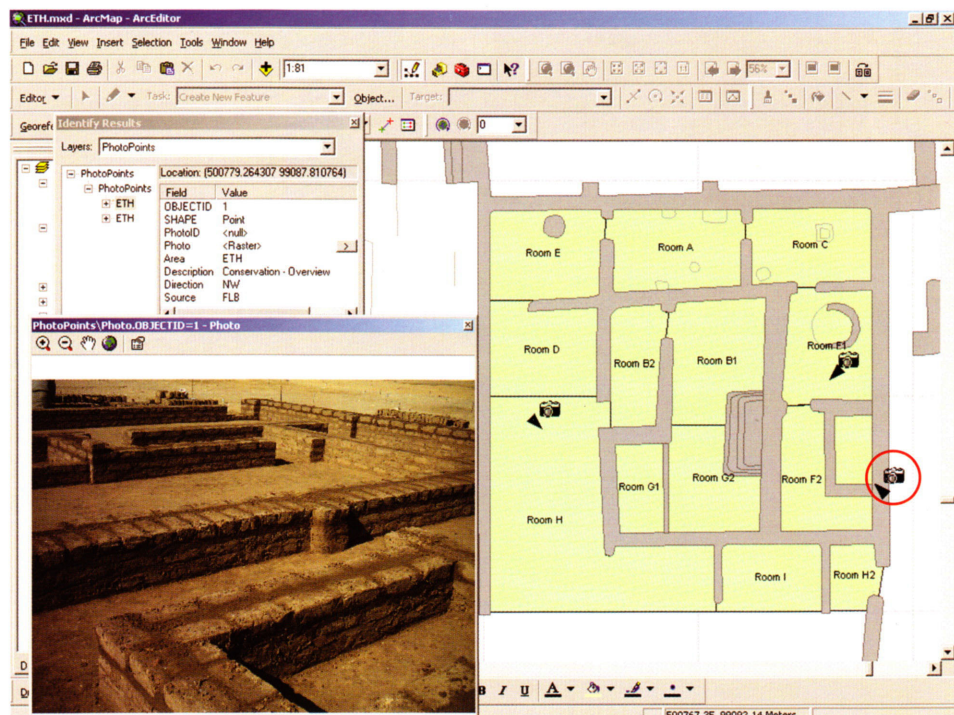 ETH.mxd - ArcMap - ArcEditor
File Edit View Insert Selection Tools Window Help
1:81
56%
Editor Task: Create New Feature Object... Target:
Georef
0
Identify Results
Layers: PhotoPoints
PhotoPoints
PhotoPoints
ETH
ETH
Location: (500779.264307 99087.810764)
Field Value
OBJECTID 1
SHAPE Point
PhotoID <null>
Photo <Raster>
Area ETH
Description Conservation - Overview
Direction NW
Source FLB
PhotoPoints\Photo.OBJECTID=1 - Photo
Room E
Room A
Room C
Room D
Room B2
Room B1
Room F1
Room G1
Room G2
Room F2
Room H
Room I
Room H2
D
B I U A